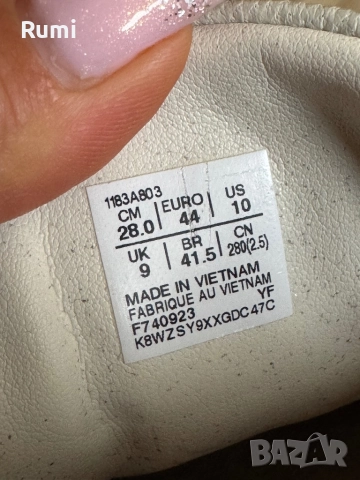 Rumi
1183A803
CM EURO US
28.0 44 10
UK BR CN
9 41.5 280(2.5)
MADE IN VIETNAM
FABRIQUE AU VIETNAM
F740923 YF
K8WZSY9XXGDC47C
BAZAR